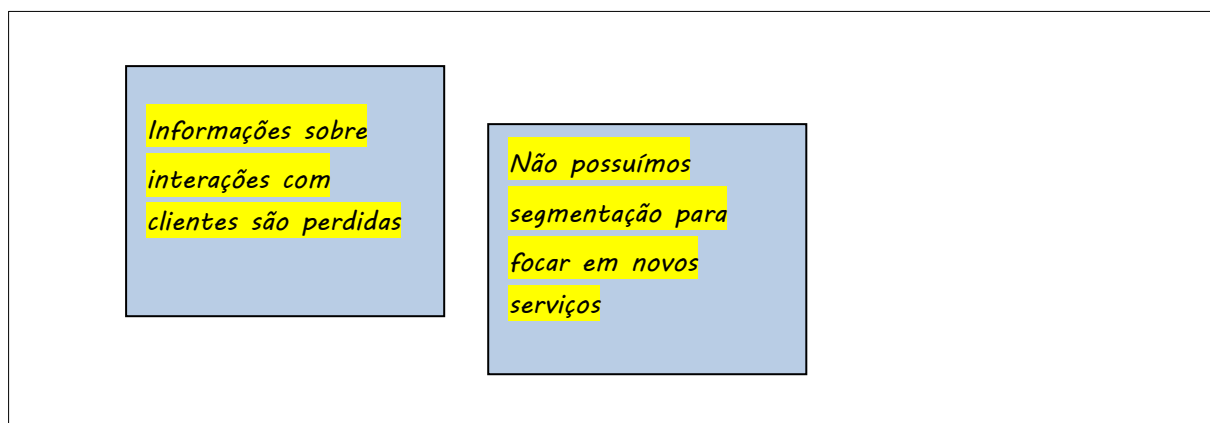 Informações sobre
interações com
clientes são perdidas
Não possuímos
segmentação para
focar em novos
serviços